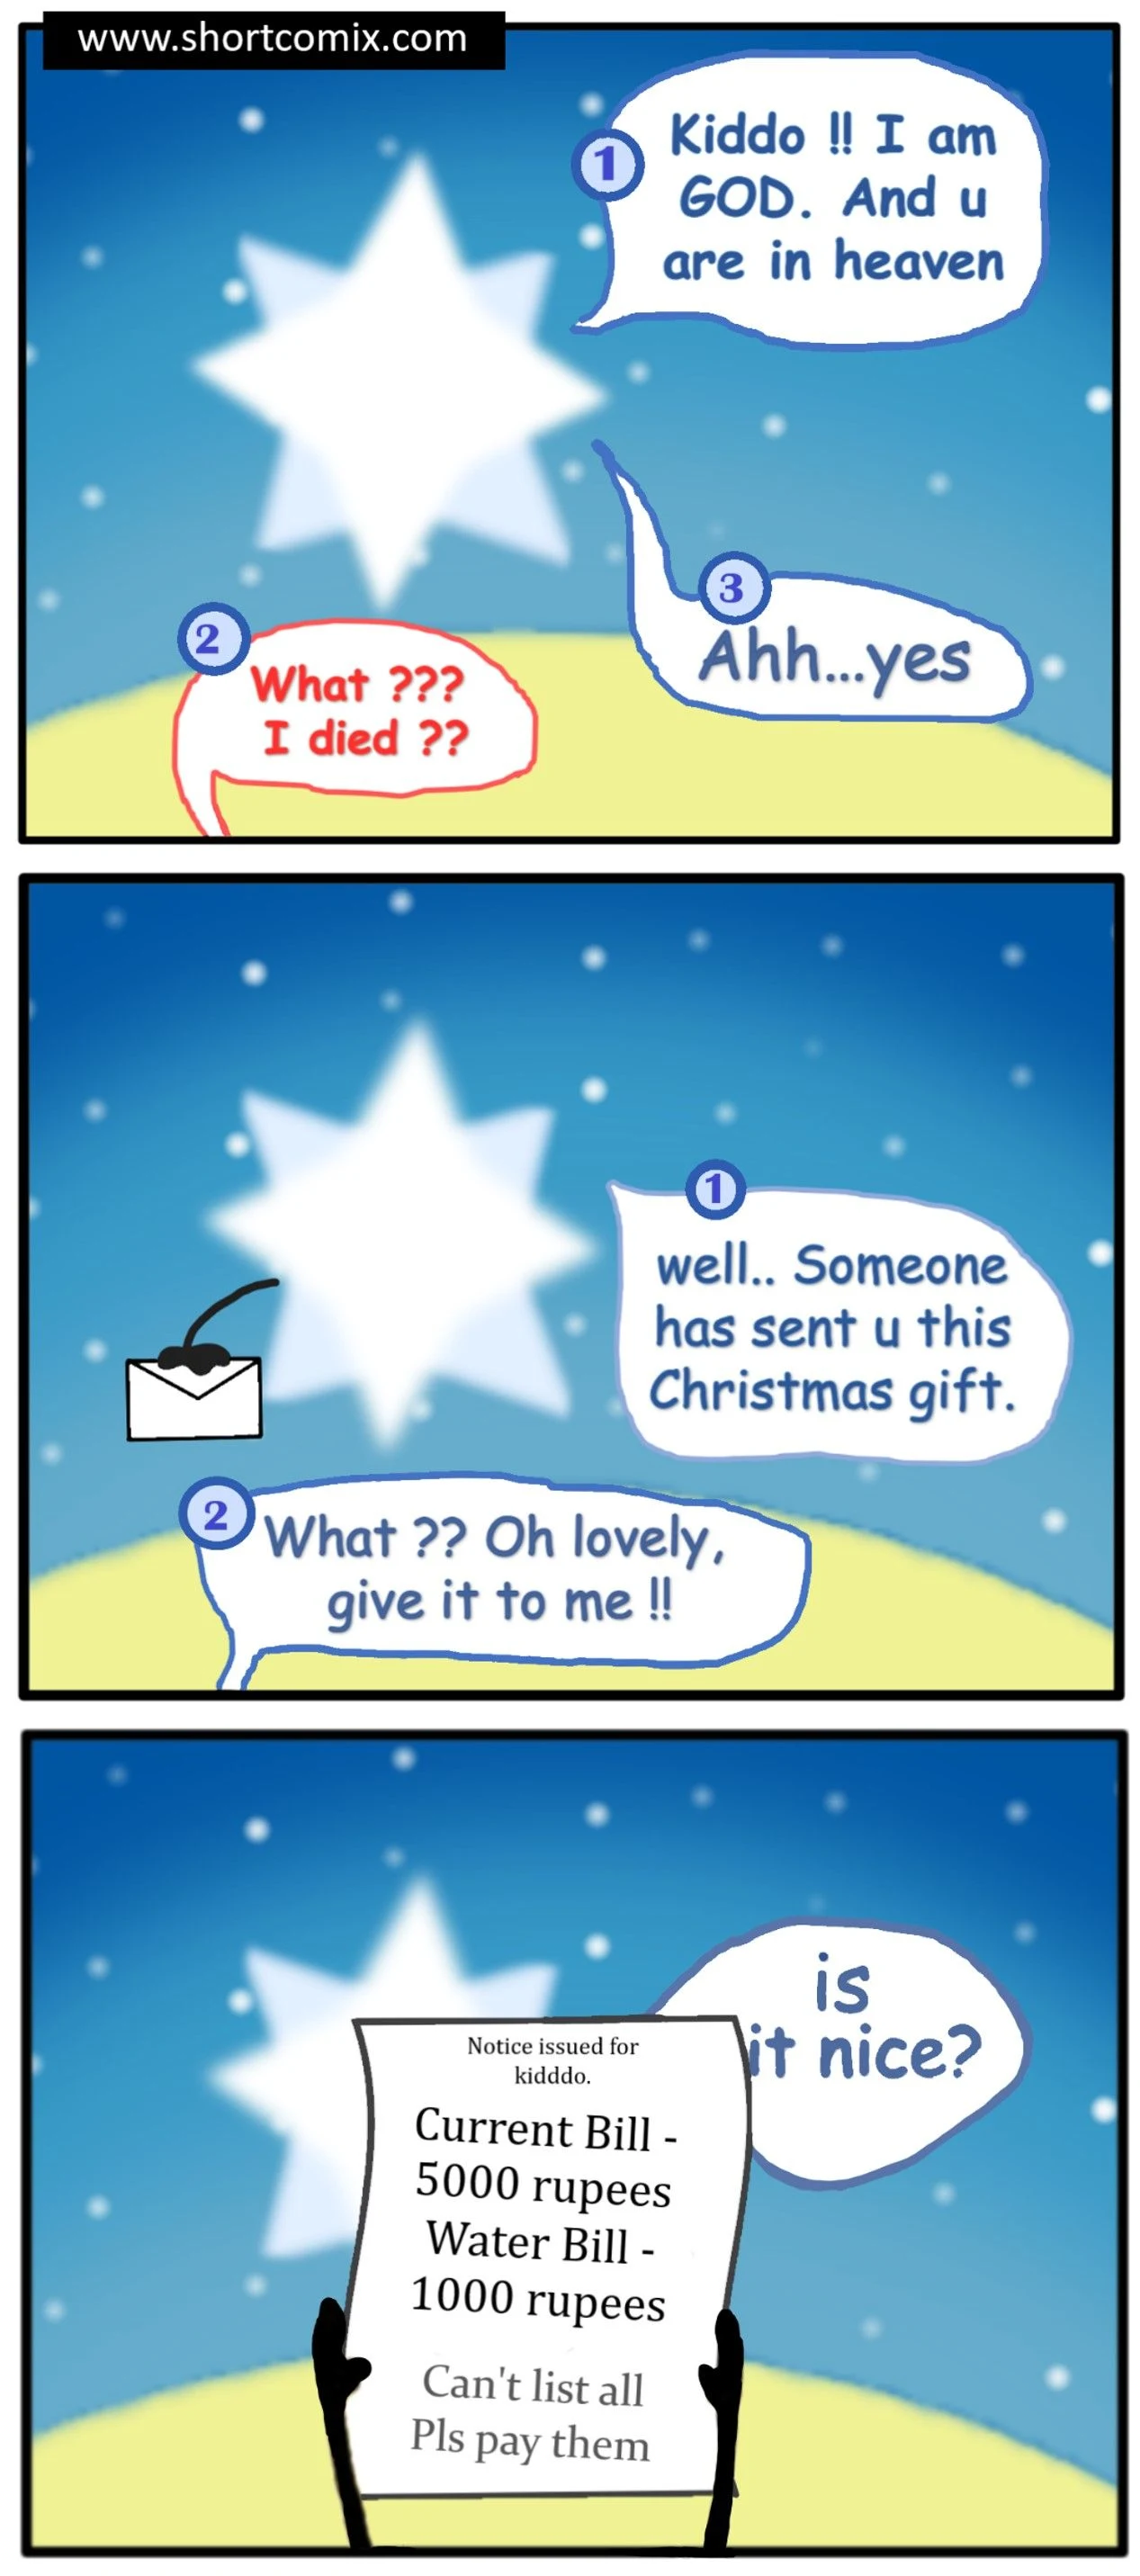 www.shortcomix.com
1
Kiddo !! I am
GOD. And u
are in heaven
2
What ???
I died ??
3
Ahh...yes
1
well.. Someone
has sent u this
Christmas gift.
2
What ?? Oh lovely,
give it to me !!
is
it nice?
Notice issued for
kidddo.
Current Bill -
5000 rupees
Water Bill -
1000 rupees
Can't list all
Pls pay them